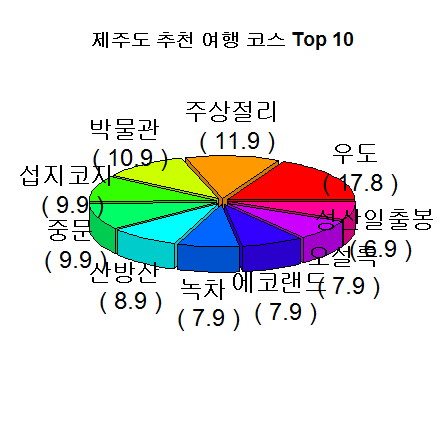 제주도 추천 여행 코스 Top 10
주상절리
( 11.9 )
박물관
( 10.9 )
우도
( 17.8 )
섭지코지
( 9.9 )
성산일출봉
( 6.9 )
중문
( 9.9 )
오설록
( 7.9 )
산방산
( 8.9 )
녹차
( 7.9 )
에코랜드
( 7.9 )